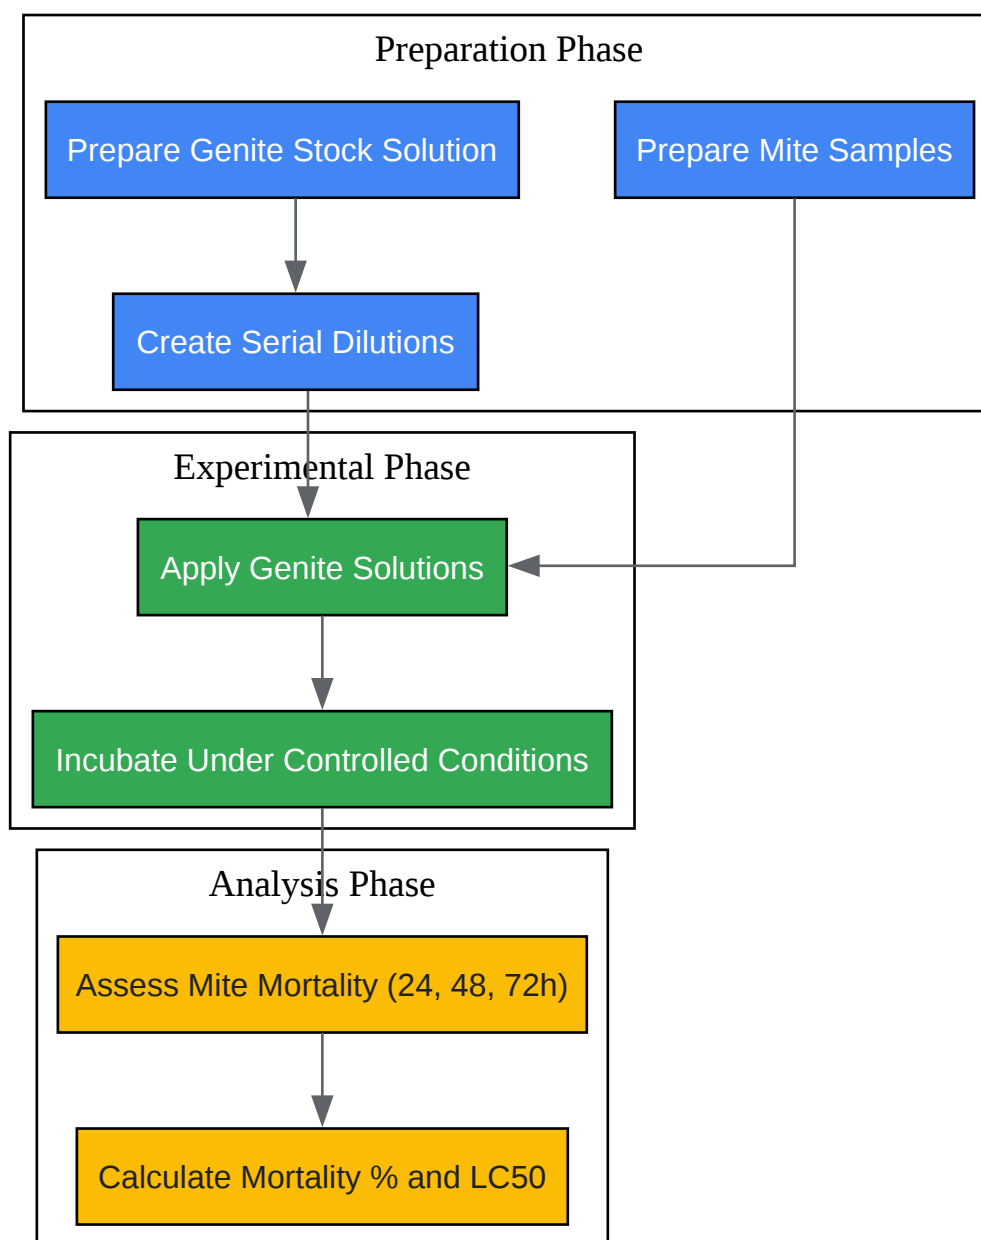 Preparation Phase
Prepare Genite Stock Solution
Prepare Mite Samples
Create Serial Dilutions
Experimental Phase
Apply Genite Solutions
Incubate Under Controlled Conditions
Analysis Phase
Assess Mite Mortality (24, 48, 72h)
Calculate Mortality % and LC50